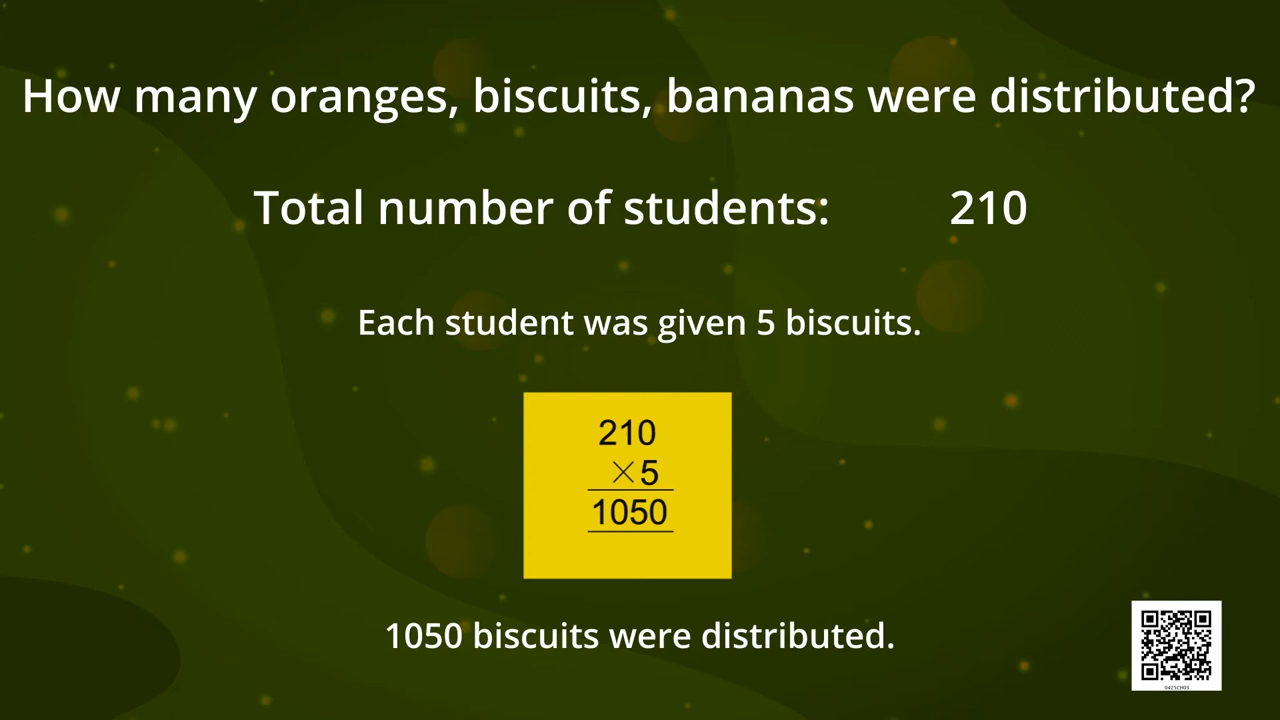 How many oranges, biscuits, bananas were distributed?
Total number of students: 210
Each student was given 5 biscuits.
210
×5
1050
1050 biscuits were distributed.
0425CH03